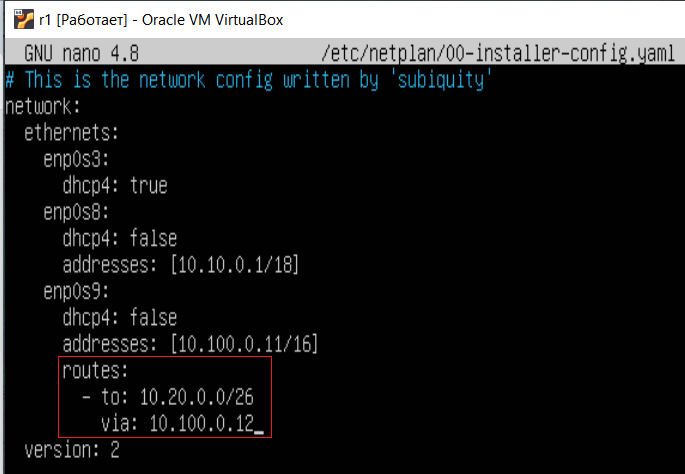 r1 [Работает] - Oracle VM VirtualBox
GNU nano 4.8 /etc/netplan/00-installer-config.yaml
# This is the network config written by 'subiquity'
network:
  ethernets:
    enp0s3:
      dhcp4: true
    enp0s8:
      dhcp4: false
      addresses: [10.10.0.1/18]
    enp0s9:
      dhcp4: false
      addresses: [10.100.0.11/16]
      routes:
        - to: 10.20.0.0/26
          via: 10.100.0.12_
  version: 2